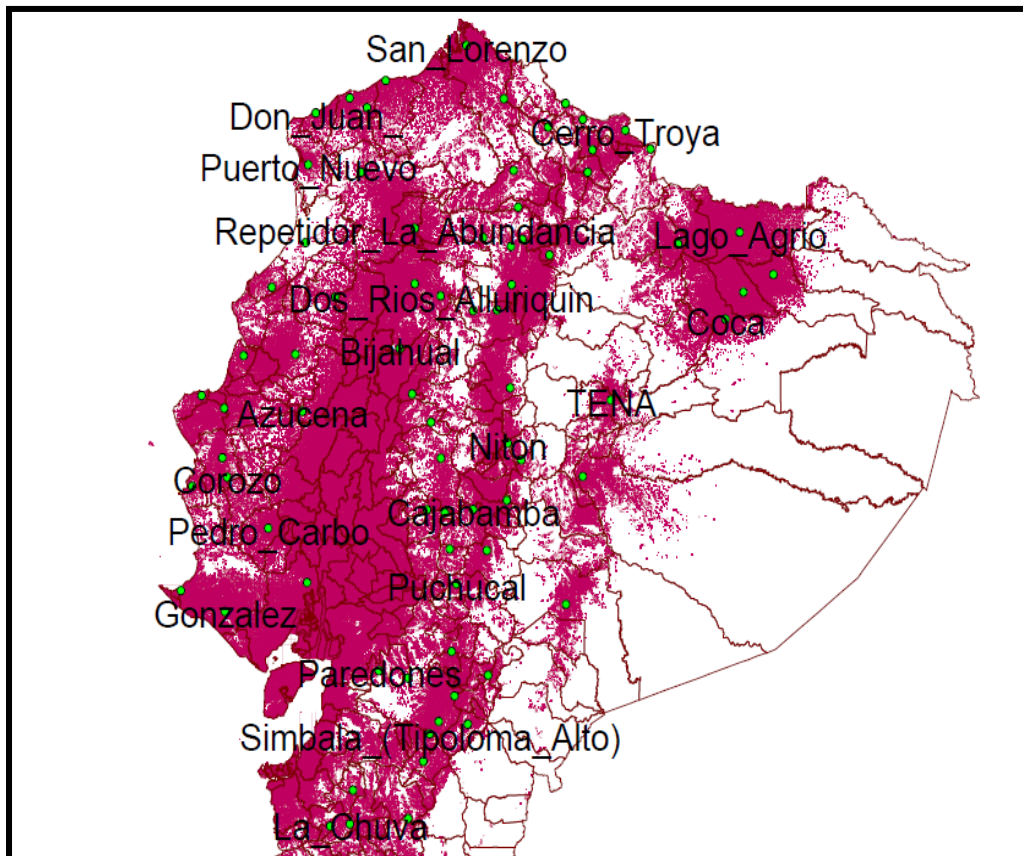 San_Lorenzo
Don_Juan_
Cerro_Troya
Puerto_Nuevo
Repetidor_La_Abundancia
Lago_Agrio
Dos_Rios_Alluriquin
Coca
Bijahual
TENA
Azucena
Niton
Corozo
Cajabamba
Pedro_Carbo
Puchucal
Gonzalez
Paredones
Simbala_(Tipoloma_Alto)
La_Chuva